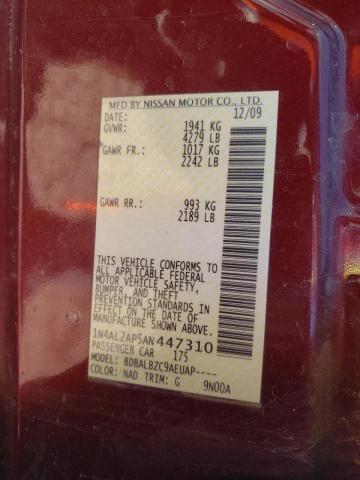 MFD BY NISSAN MOTOR CO., LTD.
DATE: 12/09
GVWR: 1941 KG
4279 LB
GAWR FR.: 1017 KG
2242 LB
GAWR RR.: 993 KG
2189 LB
THIS VEHICLE CONFORMS TO
ALL APPLICABLE FEDERAL
MOTOR VEHICLE SAFETY,
BUMPER, AND THEFT
PREVENTION STANDARDS IN
EFFECT ON THE DATE OF
MANUFACTURE SHOWN ABOVE.
1N4AL2AP5AN 447310
PASSENGER CAR 175
MODEL: BDBALBZC9AEUAP----
COLOR: NAD TRIM: G 9N00A